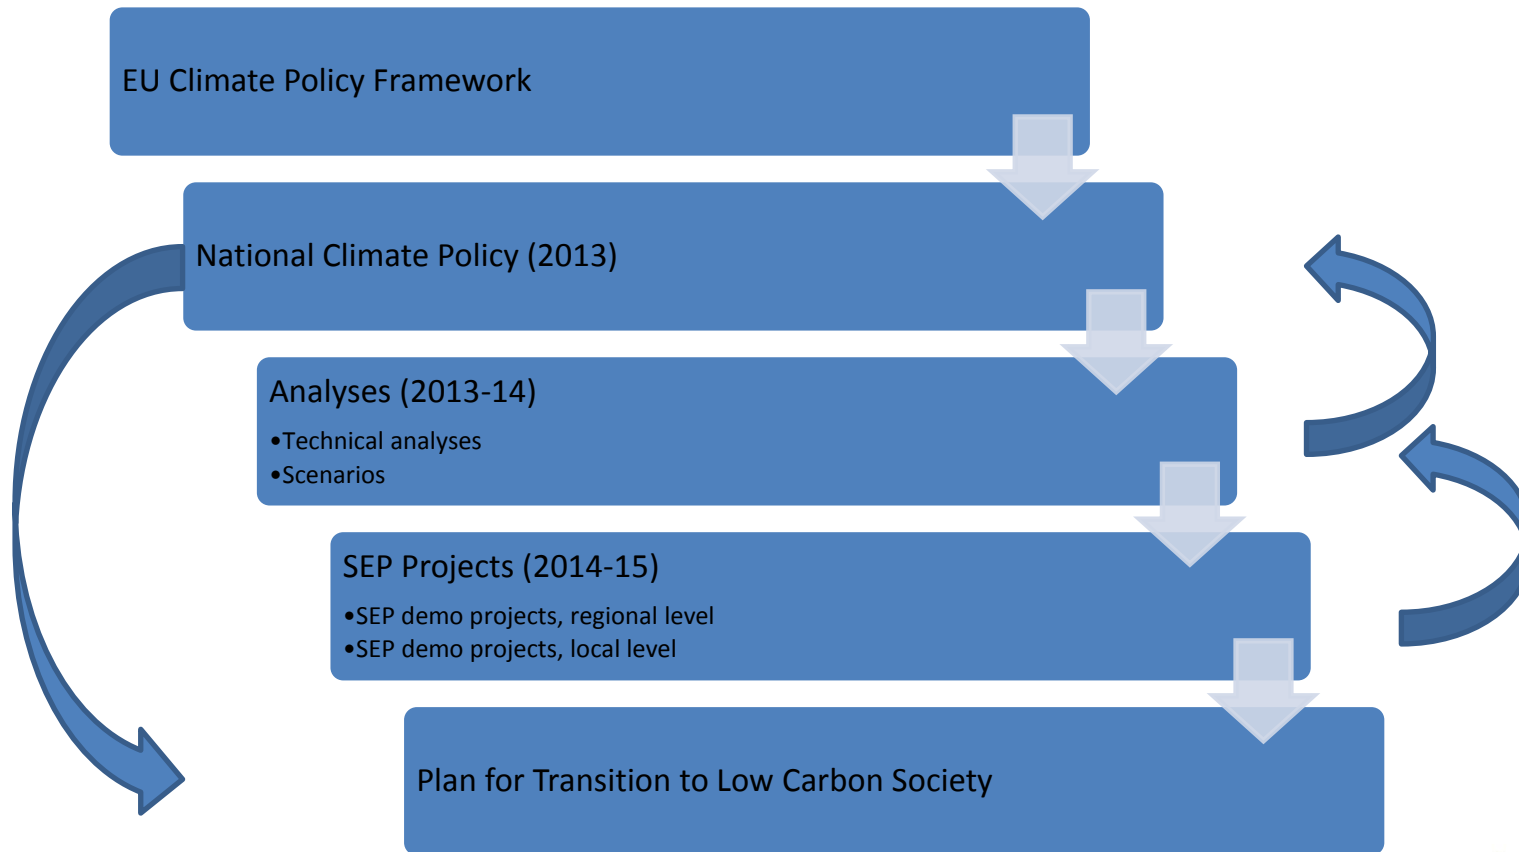 EU Climate Policy Framework
National Climate Policy (2013)
Analyses (2013-14)
•Technical analyses
•Scenarios
SEP Projects (2014-15)
•SEP demo projects, regional level
•SEP demo projects, local level
Plan for Transition to Low Carbon Society